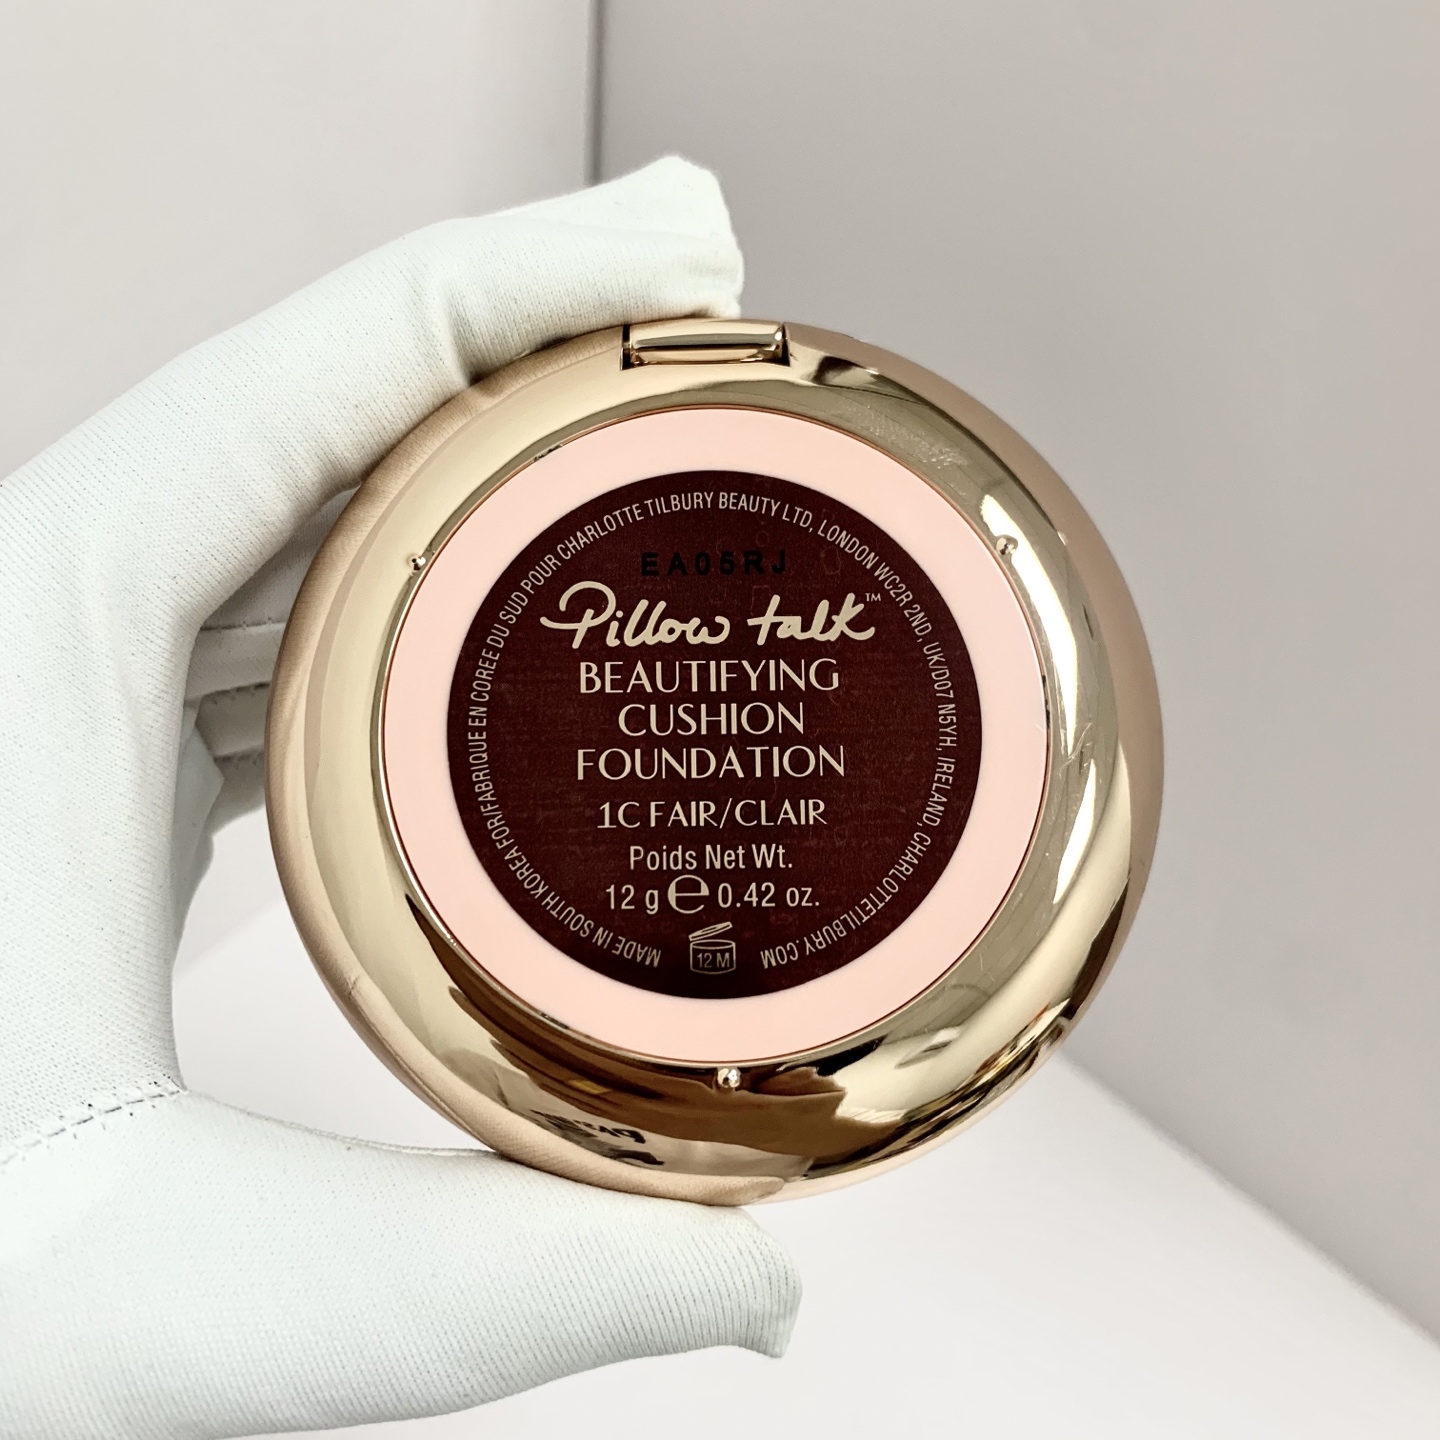 EA05RJ
Pillow talk™
BEAUTIFYING
CUSHION
FOUNDATION
1C FAIR/CLAIR
Poids Net Wt.
12 g ℮ 0.42 oz.
12 M
MADE IN SOUTH KOREA FOR/FABRIQUE EN COREE DU SUD POUR CHARLOTTE TILBURY BEAUTY LTD, LONDON WC2R 2ND, UK/D07 N5YH, IRELAND, CHARLOTTETILBURY.COM